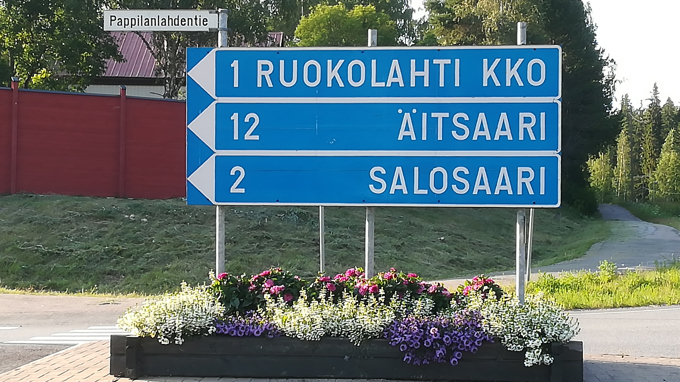 Pappilanlahdentie
1 RUOKOLAHTI KKO
12 ÄITSAARI
2 SALOSAARI